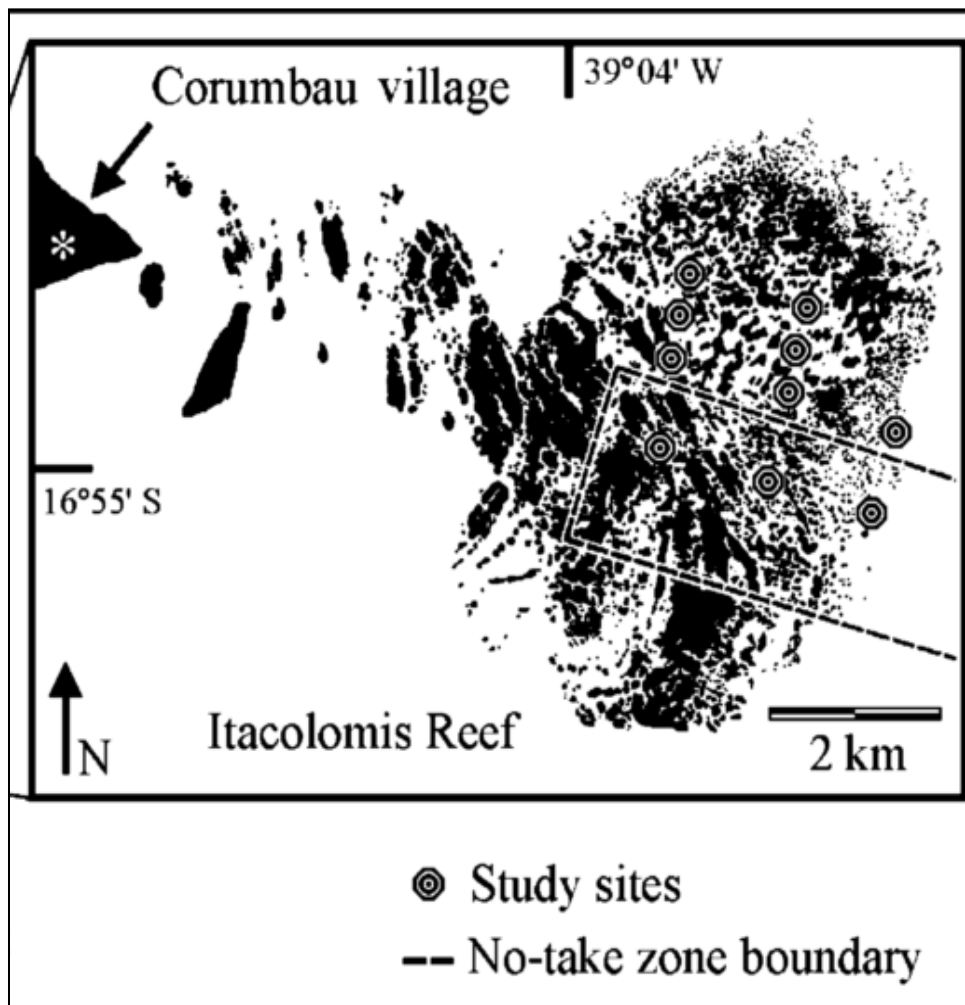 39°04' W
Corumbau village
*
16°55' S
Itacolomis Reef
N
2 km
Study sites
No-take zone boundary